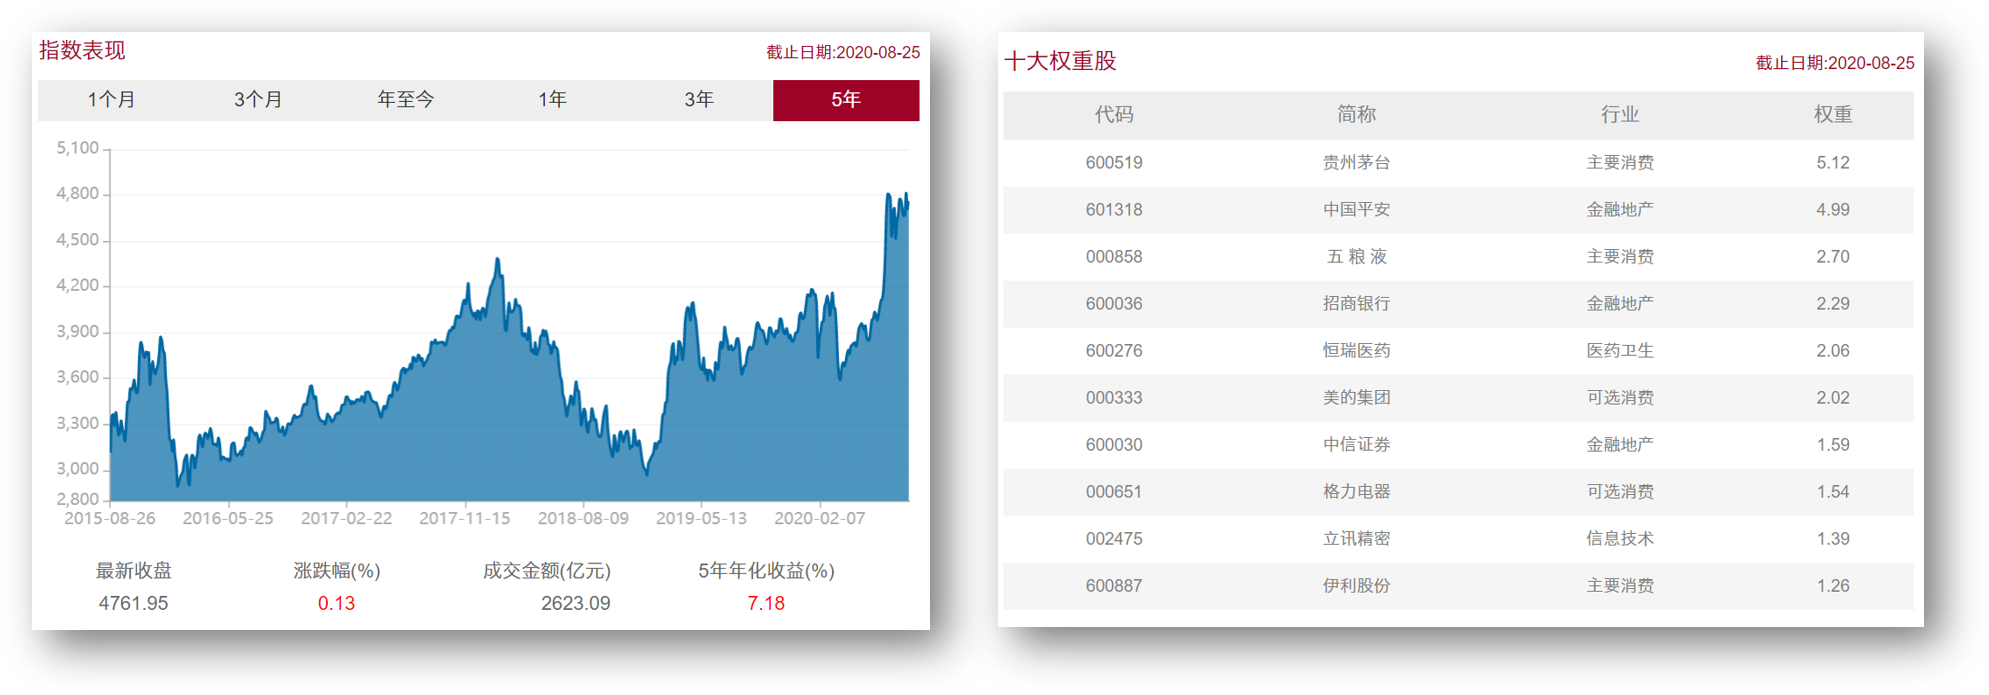 指数表现
截止日期:2020-08-25
1个月 3个月 年至今 1年 3年 5年
5,100
4,800
4,500
4,200
3,900
3,600
3,300
3,000
2,800
2015-08-26 2016-05-25 2017-02-22 2017-11-15 2018-08-09 2019-05-13 2020-02-07
最新收盘 涨跌幅(%) 成交金额(亿元) 5年年化收益(%)
4761.95 0.13 2623.09 7.18
十大权重股
截止日期:2020-08-25
代码 简称 行业 权重
600519 贵州茅台 主要消费 5.12
601318 中国平安 金融地产 4.99
000858 五 粮 液 主要消费 2.70
600036 招商银行 金融地产 2.29
600276 恒瑞医药 医药卫生 2.06
000333 美的集团 可选消费 2.02
600030 中信证券 金融地产 1.59
000651 格力电器 可选消费 1.54
002475 立讯精密 信息技术 1.39
600887 伊利股份 主要消费 1.26